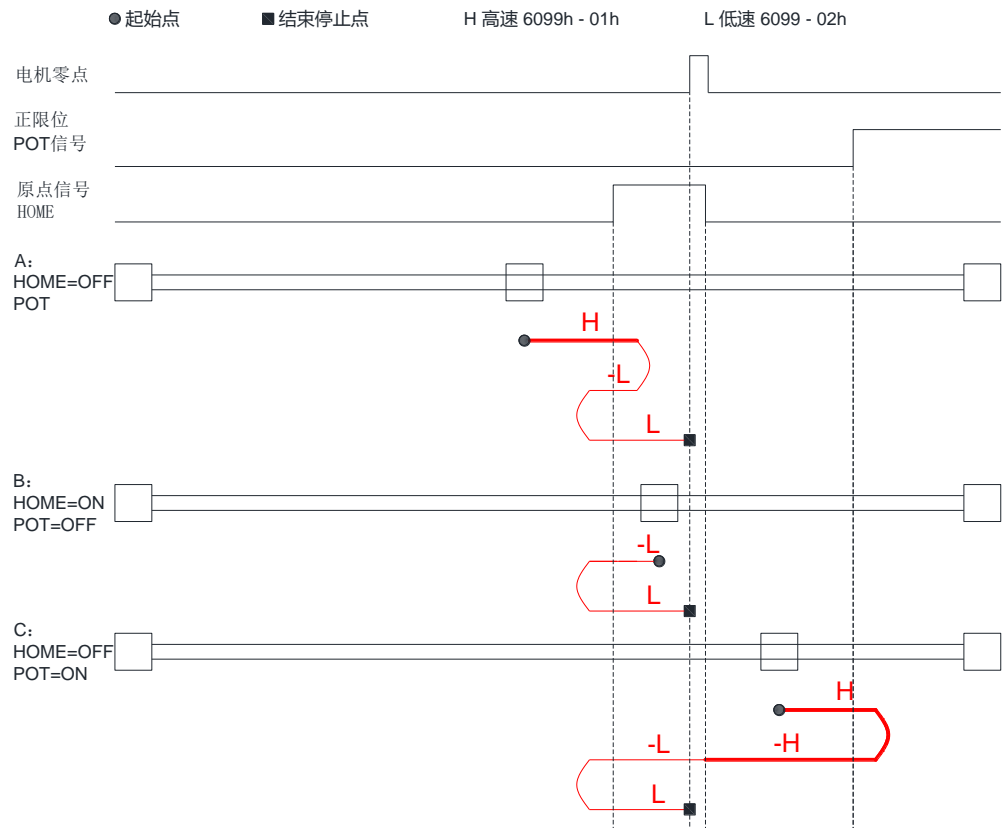 起始点 结束停止点 H 高速 6099h - 01h L 低速 6099 - 02h
电机零点
正限位
POT信号
原点信号
HOME
A：
HOME=OFF
POT
H
-L
L
B：
HOME=ON
POT=OFF
-L
L
C：
HOME=OFF
POT=ON
H
-H
-L
L